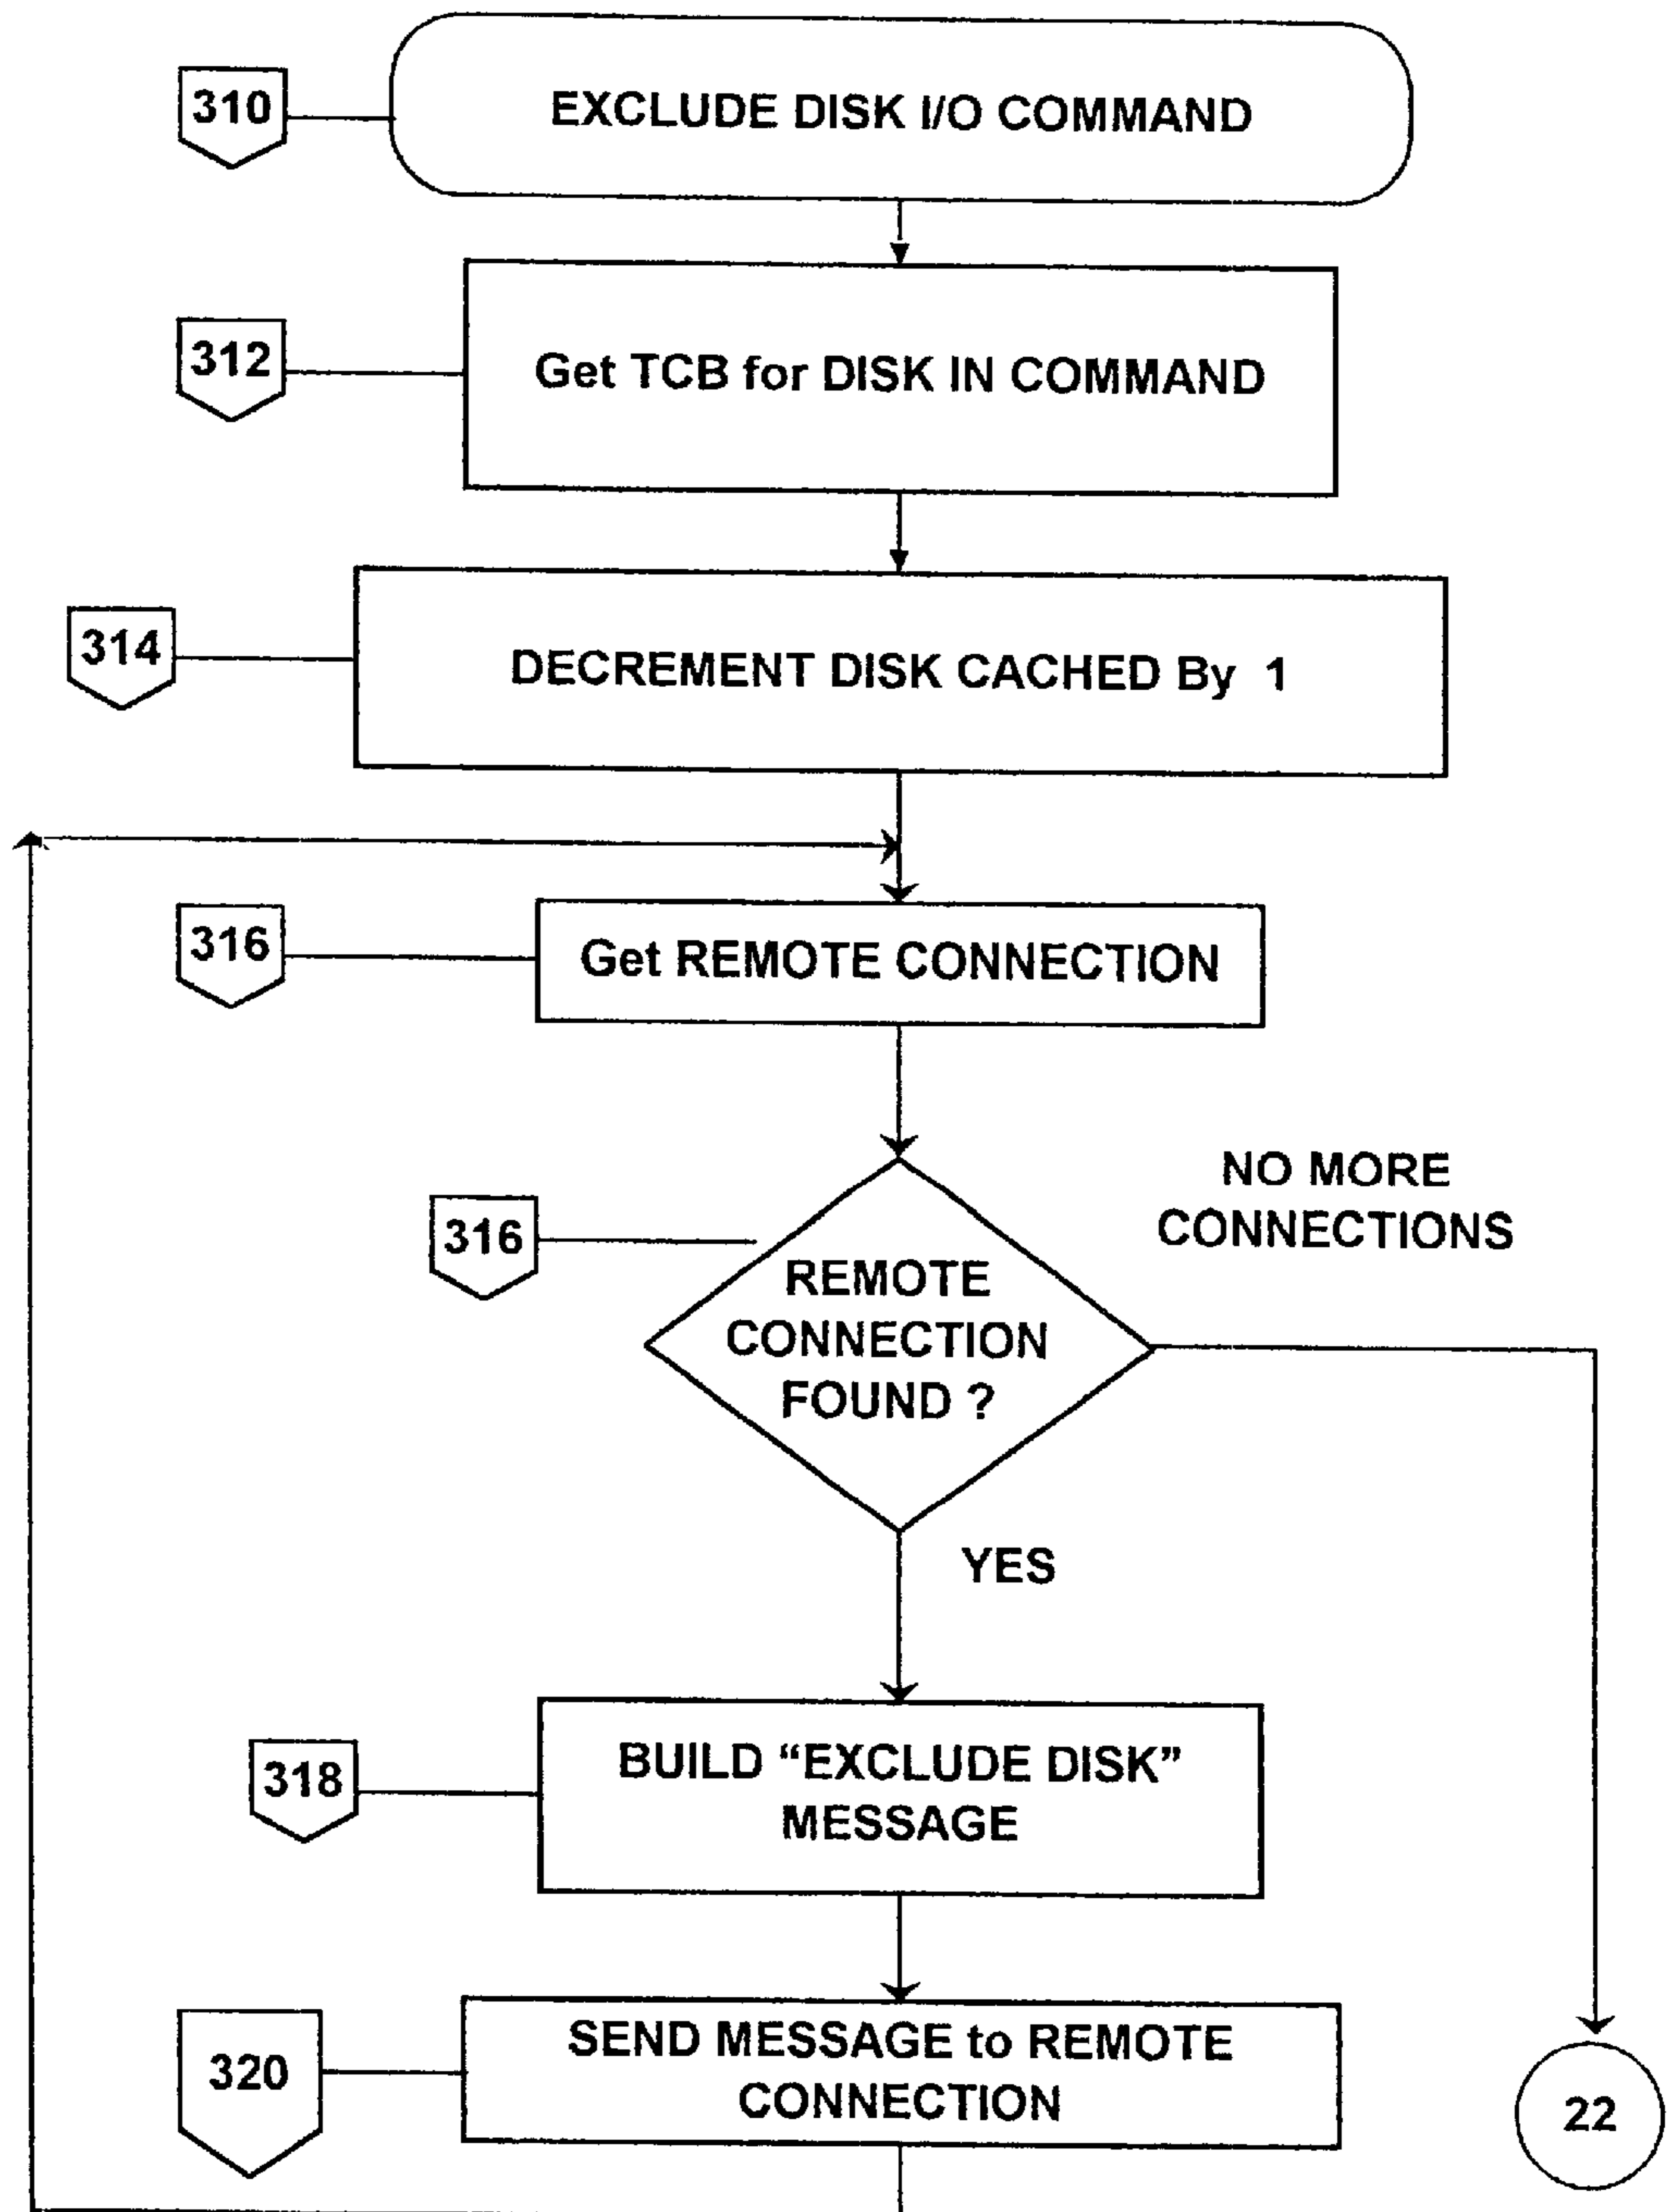 310
EXCLUDE DISK I/O COMMAND
312
Get TCB for DISK IN COMMAND
314
DECREMENT DISK CACHED By 1
316
Get REMOTE CONNECTION
NO MORE
CONNECTIONS
316
REMOTE
CONNECTION
FOUND ?
YES
318
BUILD “EXCLUDE DISK”
MESSAGE
320
SEND MESSAGE to REMOTE
CONNECTION
22